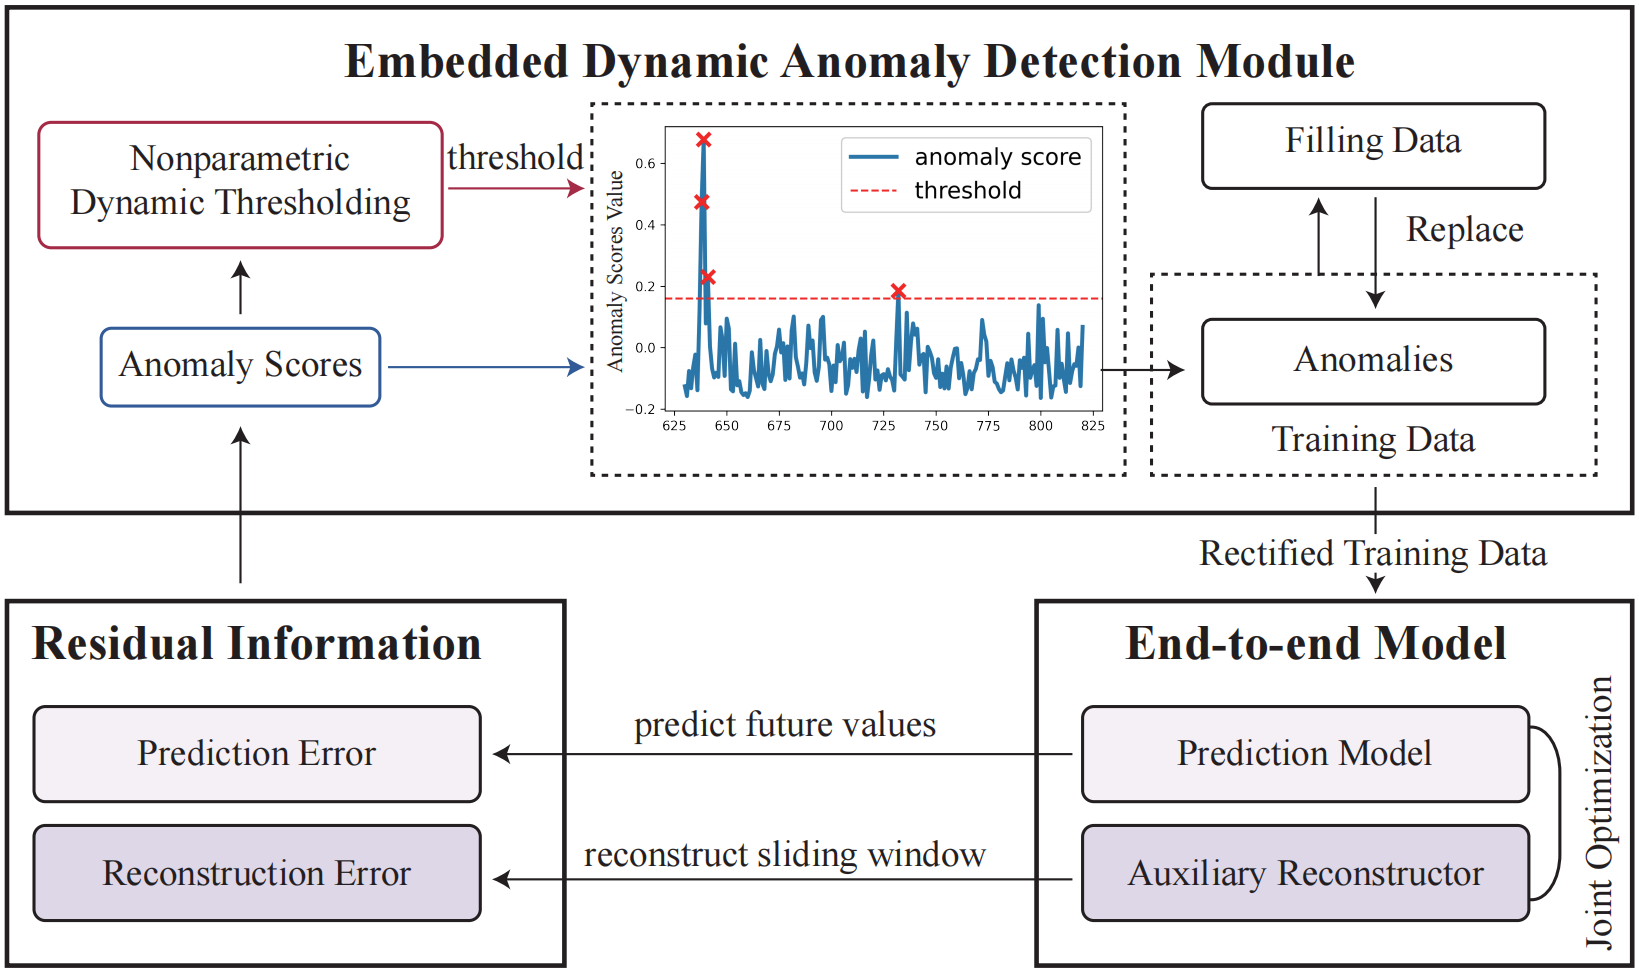 Embedded Dynamic Anomaly Detection Module
Nonparametric
Dynamic Thresholding
threshold
Anomaly Scores
Anomaly Scores Value
0.6
0.4
0.2
0.0
−0.2
625 650 675 700 725 750 775 800 825
anomaly score
threshold
Filling Data
Replace
Anomalies
Training Data
Rectified Training Data
Residual Information
Prediction Error
Reconstruction Error
predict future values
reconstruct sliding window
End-to-end Model
Prediction Model
Auxiliary Reconstructor
Joint Optimization